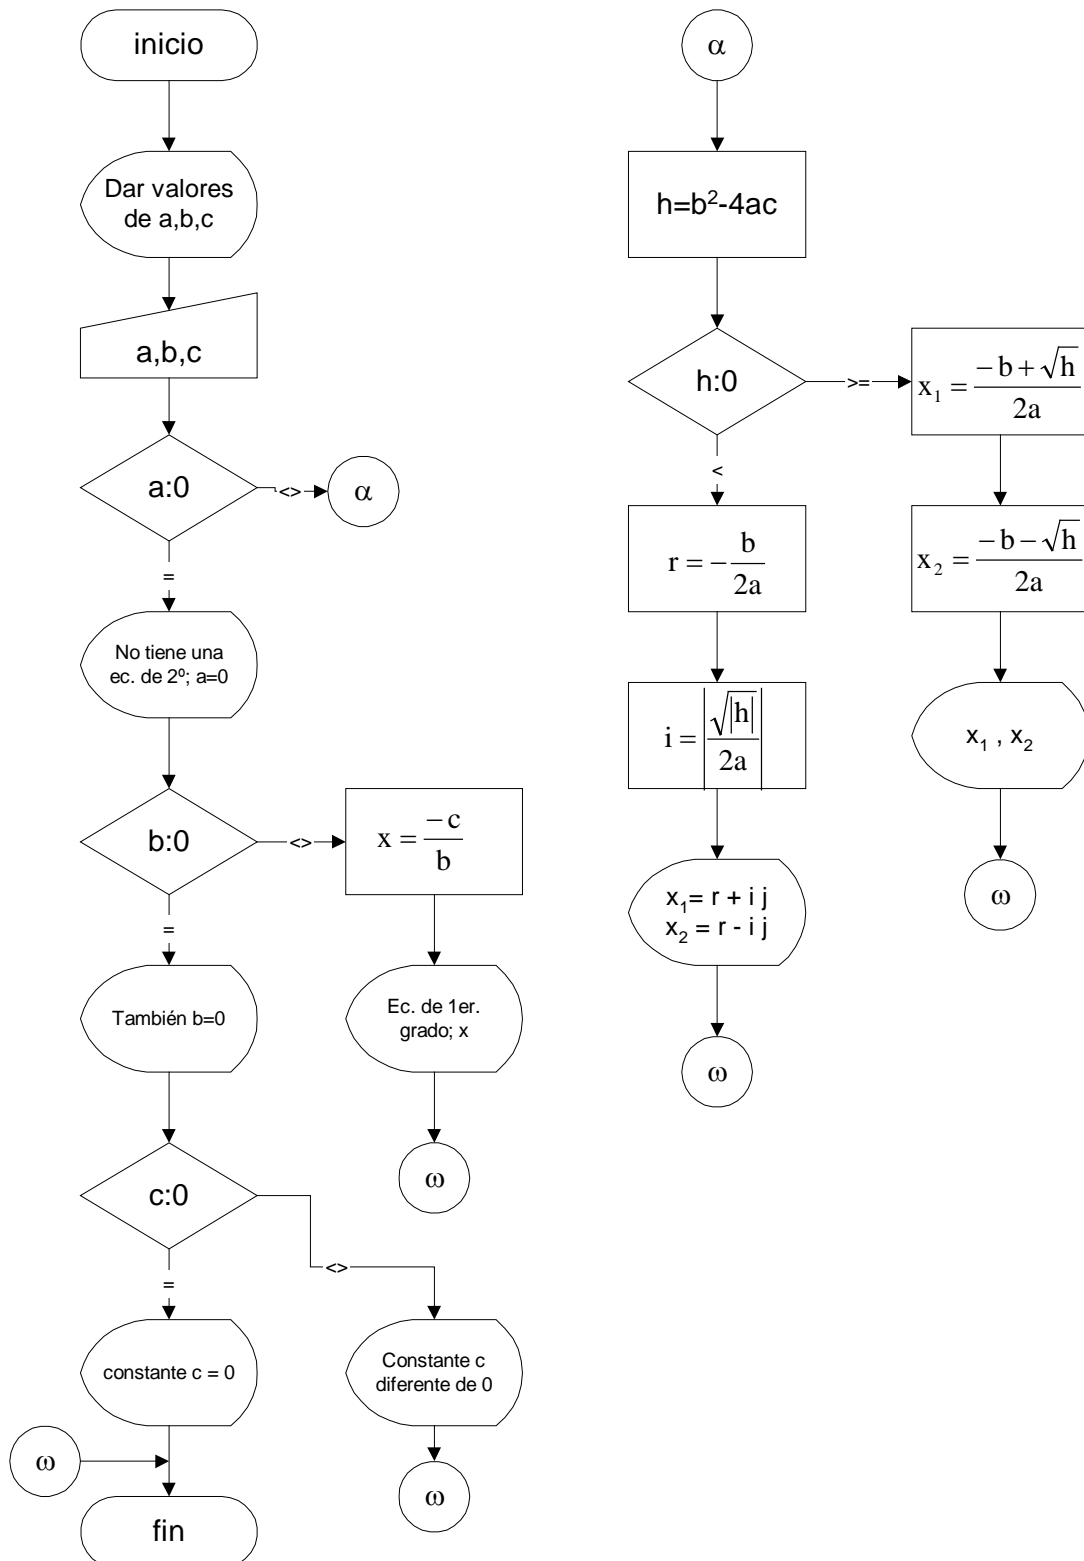 inicio
Dar valores
de a,b,c
a,b,c
a:0
<>
α
=
No tiene una
ec. de 2º; a=0
b:0
<>
x = -c/b
=
También b=0
Ec. de 1er.
grado; x
ω
c:0
<>
=
constante c = 0
Constante c
diferente de 0
ω
ω
fin
α
h=b²-4ac
h:0
>=
x₁ = (-b + √h)/2a
<
r = -b/2a
x₂ = (-b - √h)/2a
i = |√|h|/2a|
x₁ , x₂
x₁= r + i j
x₂ = r - i j
ω
ω